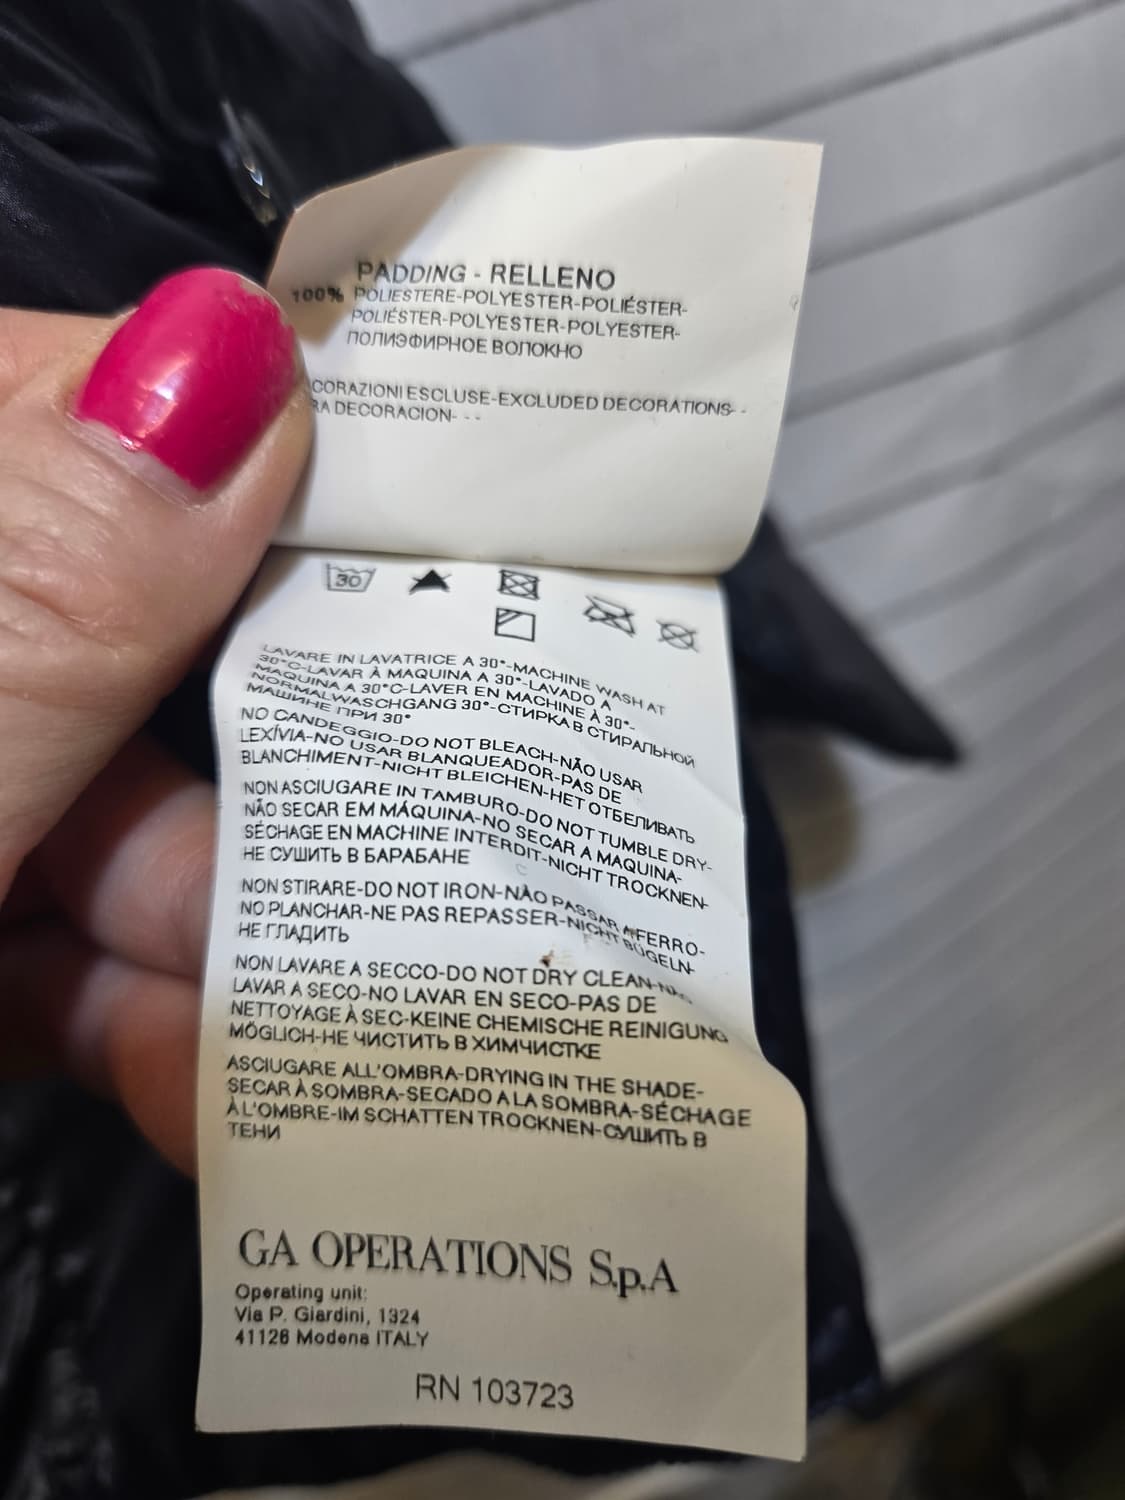 PADDING - RELLENO
100% POLIESTERE-POLYESTER-POLIÉSTER-
POLIÉSTER-POLYESTER-POLYESTER-
ПОЛИЭФИРНОЕ ВОЛОКНО
CORAZIONI ESCLUSE-EXCLUDED DECORATIONS- -
RA DECORACION- - -
30
LAVARE IN LAVATRICE A 30°-MACHINE WASH AT
30°C-LAVAR À MAQUINA A 30°-LAVADO A
MAQUINA A 30°C-LAVER EN MACHINE À 30°-
NORMALWASCHGANG 30°-СТИРКА В СТИРАЛЬНОЙ
МАШИНЕ ПРИ 30°
NO CANDEGGIO-DO NOT BLEACH-NÃO USAR
LEXÍVIA-NO USAR BLANQUEADOR-PAS DE
BLANCHIMENT-NICHT BLEICHEN-НЕТ ОТБЕЛИВАТЬ
NON ASCIUGARE IN TAMBURO-DO NOT TUMBLE DRY-
NÃO SECAR EM MÁQUINA-NO SECAR A MAQUINA-
SÉCHAGE EN MACHINE INTERDIT-NICHT TROCKNEN-
НЕ СУШИТЬ В БАРАБАНЕ
NON STIRARE-DO NOT IRON-NÃO PASSAR A FERRO-
NO PLANCHAR-NE PAS REPASSER-NICHT BÜGELN-
НЕ ГЛАДИТЬ
NON LAVARE A SECCO-DO NOT DRY CLEAN-
LAVAR A SECO-NO LAVAR EN SECO-PAS DE
NETTOYAGE À SEC-KEINE CHEMISCHE REINIGUNG
MÖGLICH-НЕ ЧИСТИТЬ В ХИМЧИСТКЕ
ASCIUGARE ALL'OMBRA-DRYING IN THE SHADE-
SECAR À SOMBRA-SECADO A LA SOMBRA-SÉCHAGE
À L'OMBRE-IM SCHATTEN TROCKNEN-СУШИТЬ В
ТЕНИ
GA OPERATIONS S.p.A
Operating unit:
Via P. Giardini, 1324
41126 Modena ITALY
RN 103723